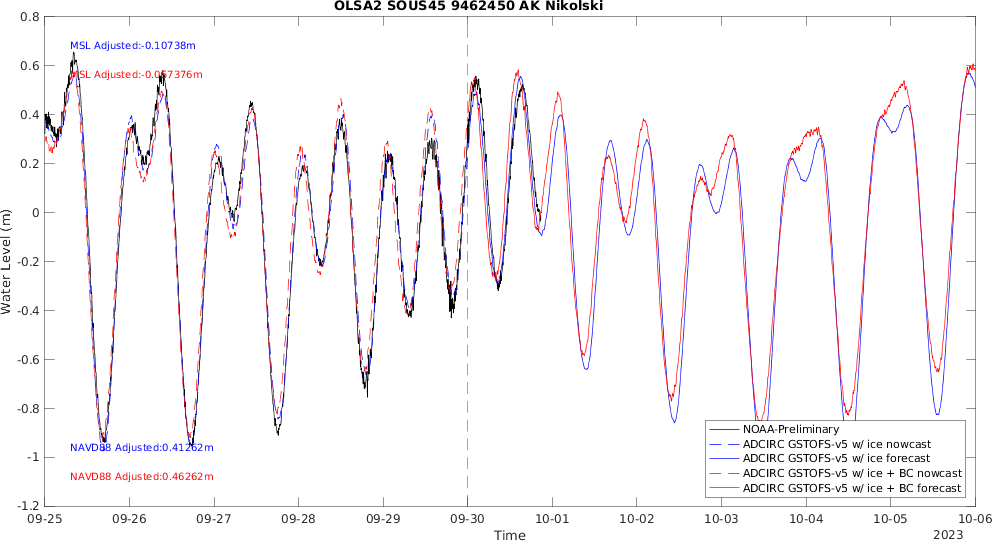 OLSA2 SOUS45 9462450 AK Nikolski
0.8
0.6
0.4
0.2
0
-0.2
-0.4
-0.6
-0.8
-1
-1.2
Water Level (m)
MSL Adjusted:-0.10738m
MSL Adjusted:-0.057376m
NAVD88 Adjusted:0.41262m
NAVD88 Adjusted:0.46262m
NOAA-Preliminary
ADCIRC GSTOFS-v5 w/ ice nowcast
ADCIRC GSTOFS-v5 w/ ice forecast
ADCIRC GSTOFS-v5 w/ ice + BC nowcast
ADCIRC GSTOFS-v5 w/ ice + BC forecast
09-25 09-26 09-27 09-28 09-29 09-30 10-01 10-02 10-03 10-04 10-05 10-06
Time
2023